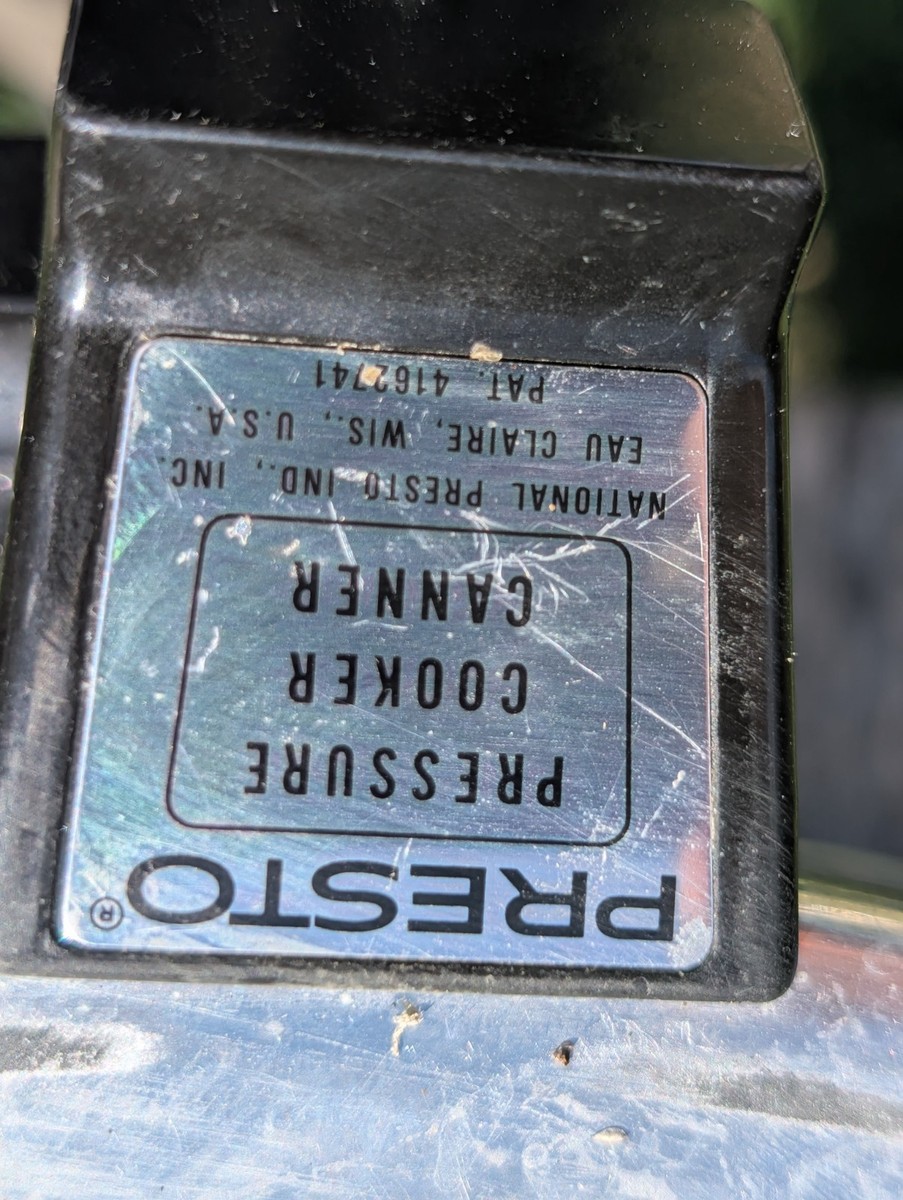 PRESTO®
PRESSURE
COOKER
CANNER
NATIONAL PRESTO IND., INC.
EAU CLAIRE, WIS., U.S.A.
PAT. 4162741